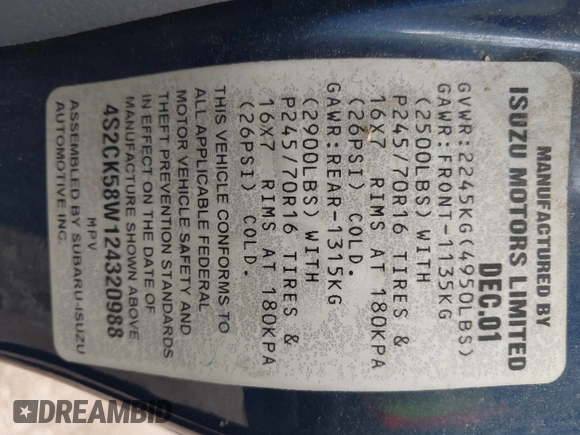 MANUFACTURED BY
ISUZU MOTORS LIMITED
DEC.01
GVWR:2245KG(4950LBS)
GAWR:FRONT-1135KG
(2500LBS) WITH
P245/70R16 TIRES &
16X7 RIMS AT 180KPA
(26PSI) COLD.
GAWR:REAR-1315KG
(2900LBS) WITH
P245/70R16 TIRES &
16X7 RIMS AT 180KPA
(26PSI) COLD.
THIS VEHICLE CONFORMS TO
ALL APPLICABLE FEDERAL
MOTOR VEHICLE SAFETY AND
THEFT PREVENTION STANDARDS
IN EFFECT ON THE DATE OF
MANUFACTURE SHOWN ABOVE
4S2CK58W124320988
MPV
ASSEMBLED BY SUBARU-ISUZU
AUTOMOTIVE INC.
DREAMBID